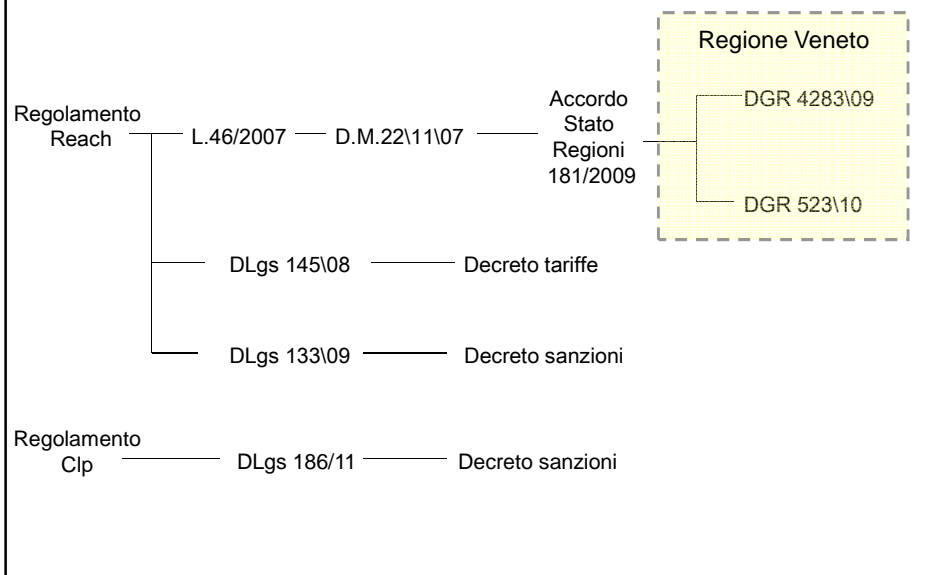 Regione Veneto
Regolamento
Reach
L.46/2007
D.M.22\11\07
Accordo
Stato
Regioni
181/2009
DGR 4283\09
DGR 523\10
DLgs 145\08
Decreto tariffe
DLgs 133\09
Decreto sanzioni
Regolamento
Clp
DLgs 186/11
Decreto sanzioni